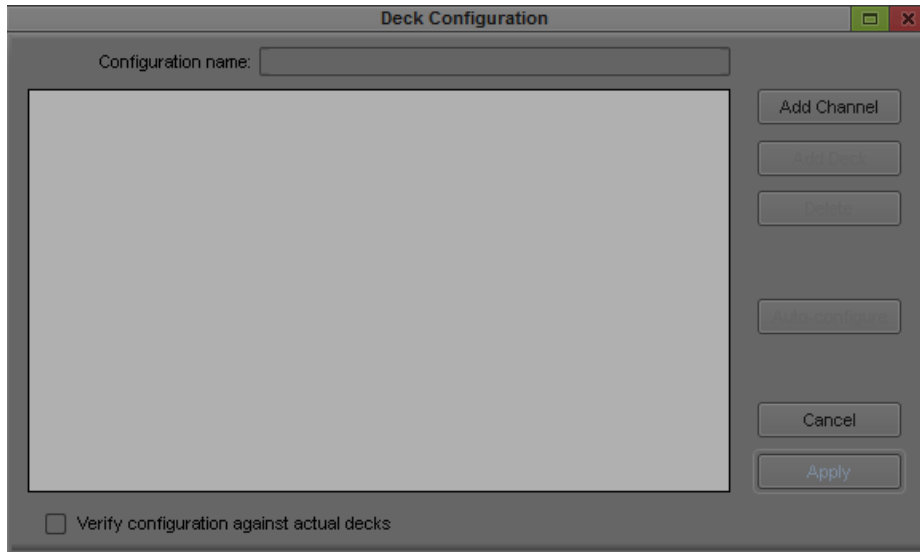 Deck Configuration
Configuration name:
Add Channel
Add Deck
Delete
Auto-configure
Cancel
Apply
Verify configuration against actual decks